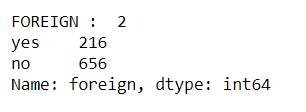 FOREIGN :  2
yes    216
no     656
Name: foreign, dtype: int64